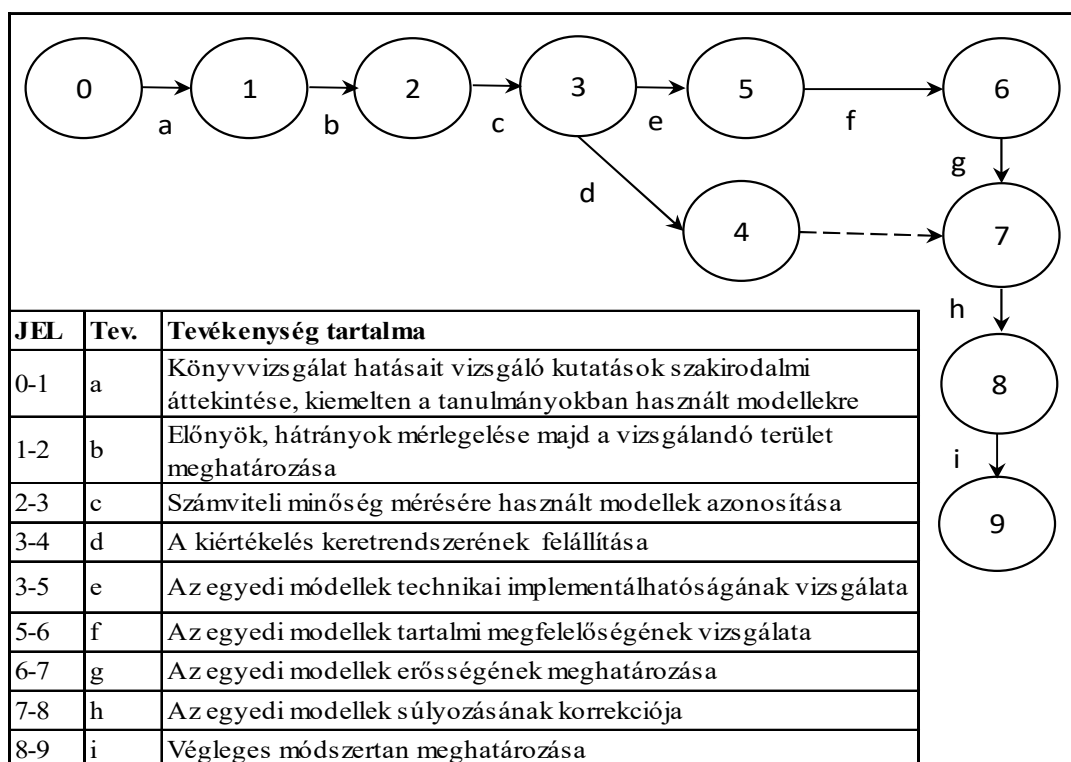 0
1
2
3
5
6
a
b
c
e
f
d
g
4
7
h
8
i
9
JEL Tev. Tevékenység tartalma
0-1 a Könyvvizsgálat hatásait vizsgáló kutatások szakirodalmi
áttekintése, kiemelten a tanulmányokban használt modellekre
1-2 b Előnyök, hátrányok mérlegelése majd a vizsgálandó terület
meghatározása
2-3 c Számviteli minőség mérésére használt modellek azonosítása
3-4 d A kiértékelés keretrendszerének felállítása
3-5 e Az egyedi módellek technikai implementálhatóságának vizsgálata
5-6 f Az egyedi modellek tartalmi megfelelőségének vizsgálata
6-7 g Az egyedi modellek erősségének meghatározása
7-8 h Az egyedi modellek súlyozásának korrekciója
8-9 i Végleges módszertan meghatározása